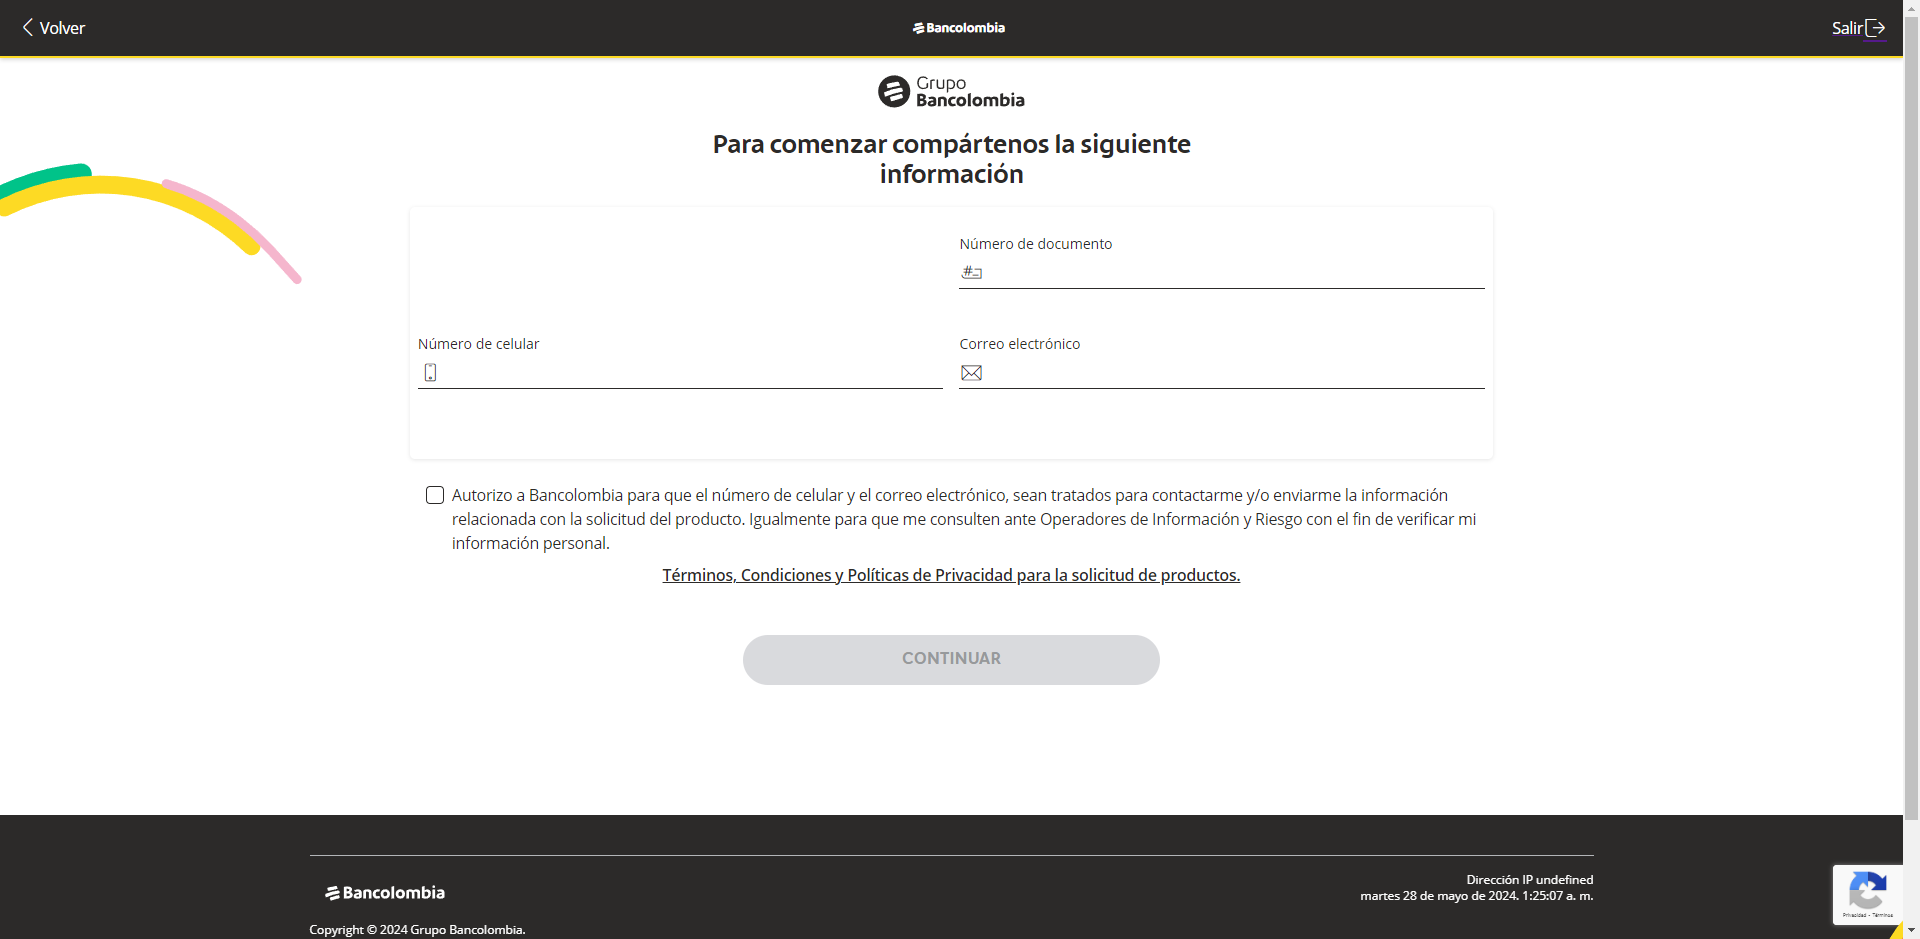 Volver
Bancolombia
Salir
Grupo
Bancolombia
Para comenzar compártenos la siguiente
información
Número de documento
Número de celular
Correo electrónico
Autorizo a Bancolombia para que el número de celular y el correo electrónico, sean tratados para contactarme y/o enviarme la información
relacionada con la solicitud del producto. Igualmente para que me consulten ante Operadores de Información y Riesgo con el fin de verificar mi
información personal.
Términos, Condiciones y Políticas de Privacidad para la solicitud de productos.
CONTINUAR
Bancolombia
Dirección IP undefined
martes 28 de mayo de 2024. 1:25:07 a. m.
Copyright © 2024 Grupo Bancolombia.
Privacidad - Términos